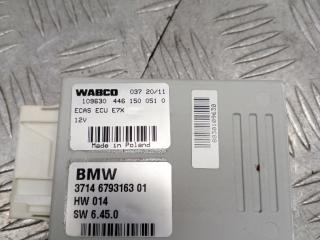 WABCO 037 20/11
109630 446 150 051 0
ECAS ECU E7X
12V
Made in Poland
BMW
3714 6793163 01
HW 014
SW 6.45.0